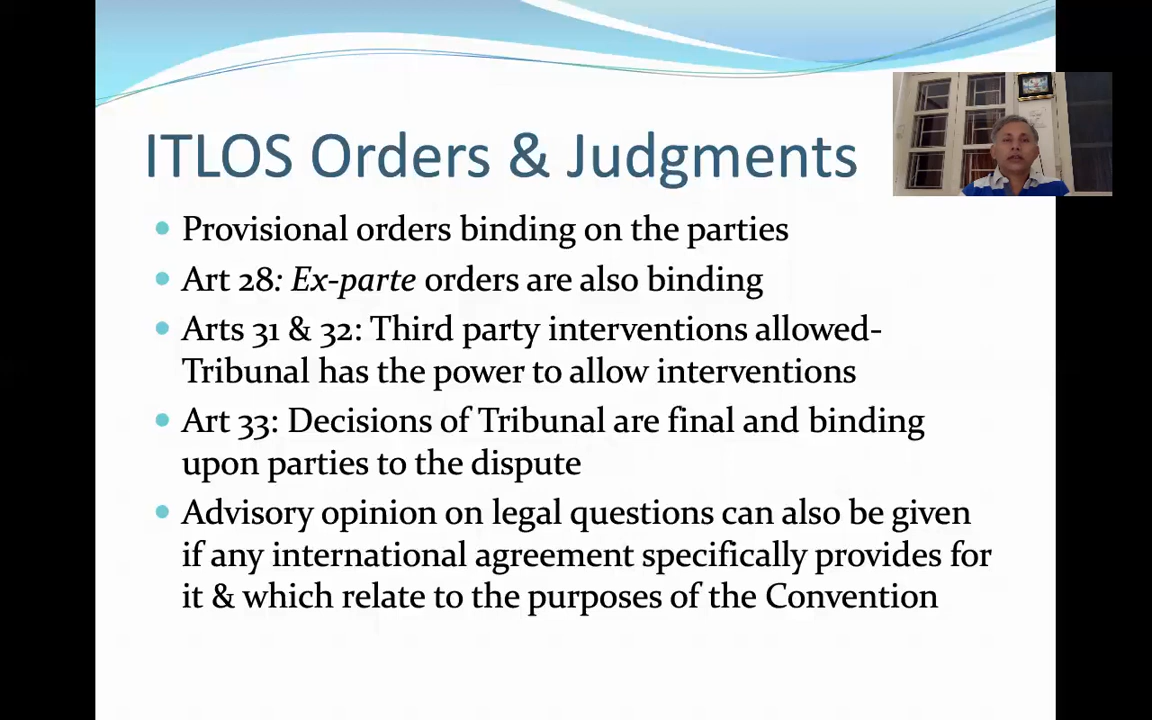 ITLOS Orders & Judgments
Provisional orders binding on the parties
Art 28: Ex-parte orders are also binding
Arts 31 & 32: Third party interventions allowed-
Tribunal has the power to allow interventions
Art 33: Decisions of Tribunal are final and binding
upon parties to the dispute
Advisory opinion on legal questions can also be given
if any international agreement specifically provides for
it & which relate to the purposes of the Convention